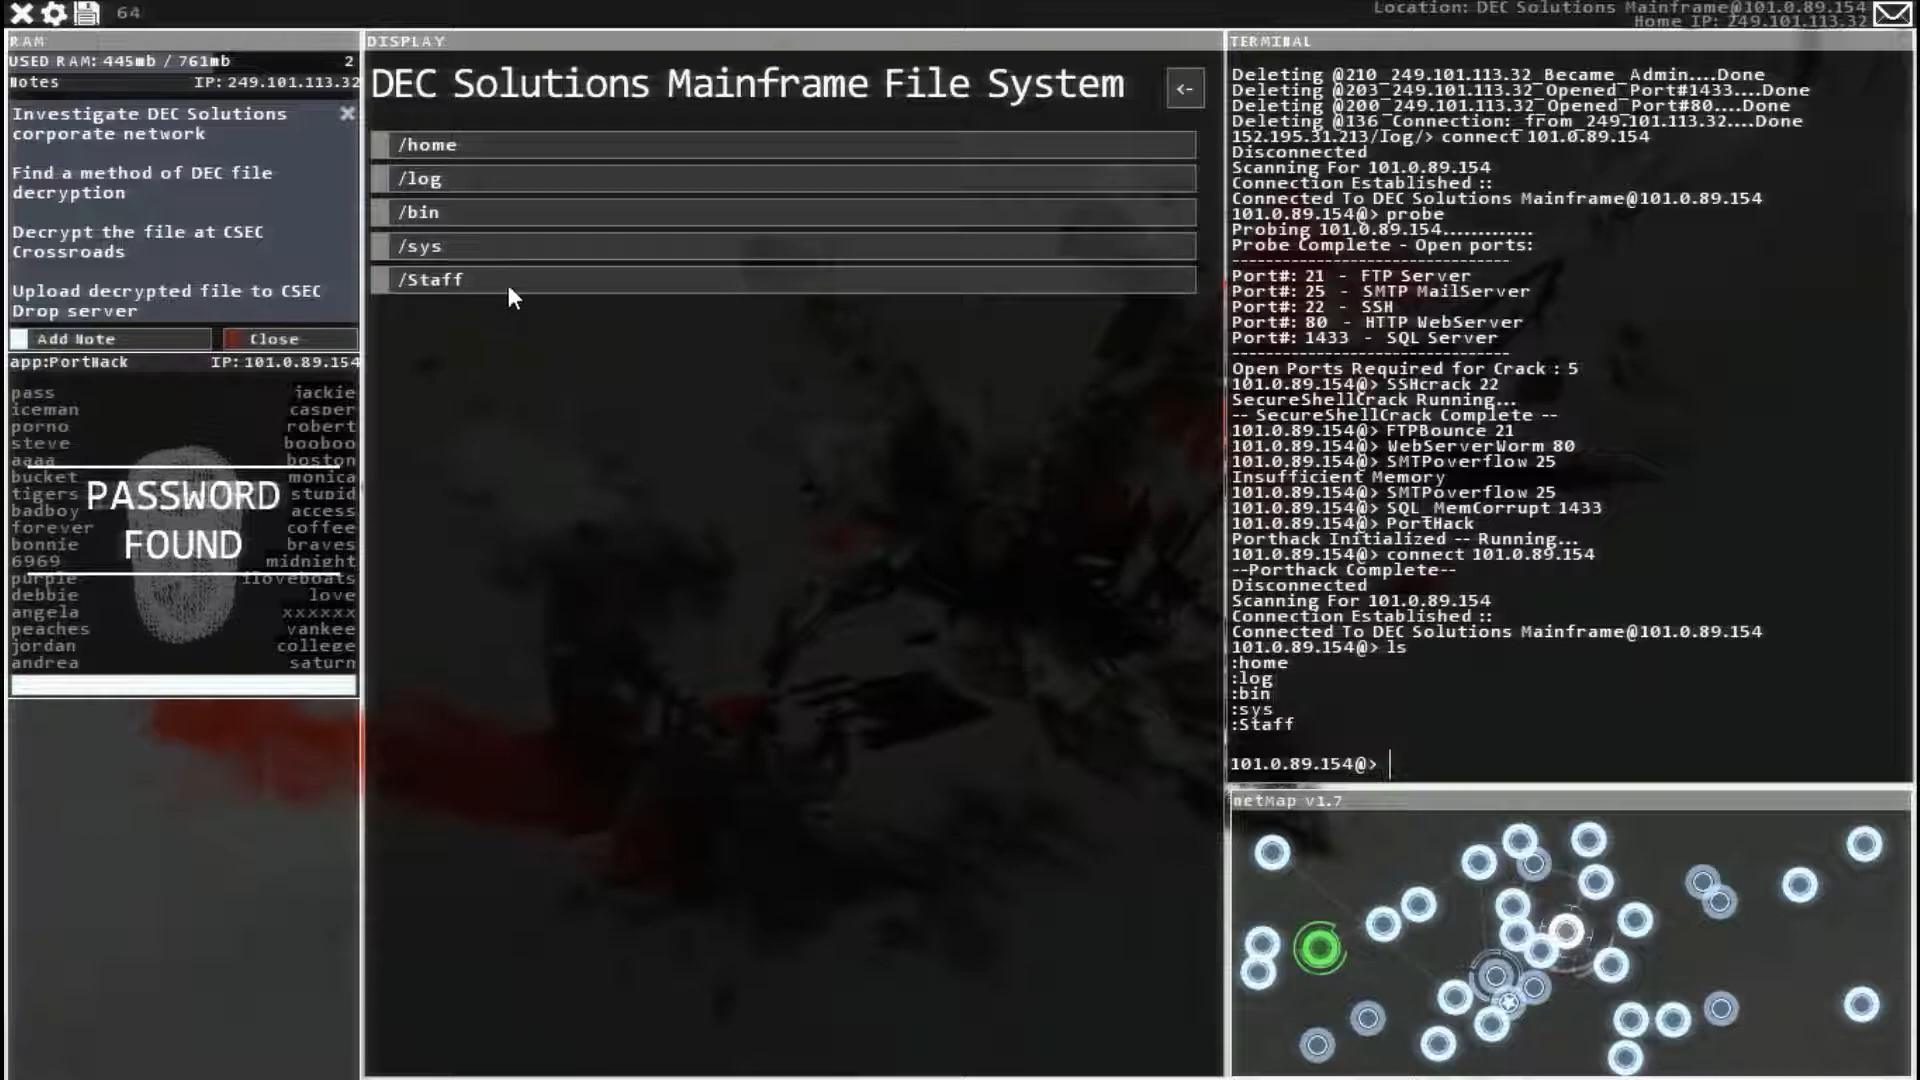 64
Location: DEC Solutions Mainframe@101.0.89.154
Home IP: 249.101.113.32
RAM
USED RAM: 445mb / 761mb 2
Notes IP: 249.101.113.32
Investigate DEC Solutions
corporate network
Find a method of DEC file
decryption
Decrypt the file at CSEC
Crossroads
Upload decrypted file to CSEC
Drop server
Add Note Close
app:PortHack IP: 101.0.89.154
pass jackie
iceman casper
porno robert
steve booboo
aaaa boston
bucket monica
tigers stupid
badboy access
forever coffee
bonnie braves
6969 midnight
purple iloveboats
debbie love
angela xxxxxx
peaches vankee
jordan college
andrea saturn
PASSWORD
FOUND
DISPLAY
DEC Solutions Mainframe File System
<-
/home
/log
/bin
/sys
/Staff
TERMINAL
Deleting @210_249.101.113.32_Became_Admin....Done
Deleting @203_249.101.113.32_Opened_Port#1433....Done
Deleting @200_249.101.113.32_Opened_Port#80....Done
Deleting @136_Connection:_from_249.101.113.32....Done
152.195.31.213/log/> connect 101.0.89.154
Disconnected
Scanning For 101.0.89.154
Connection Established ::
Connected To DEC Solutions Mainframe@101.0.89.154
101.0.89.154@> probe
Probing 101.0.89.154.............
Probe Complete - Open ports:
---------------------------------
Port#: 21 - FTP Server
Port#: 25 - SMTP MailServer
Port#: 22 - SSH
Port#: 80 - HTTP WebServer
Port#: 1433 - SQL Server
---------------------------------
Open Ports Required for Crack : 5
101.0.89.154@> SSHcrack 22
SecureShellCrack Running...
-- SecureShellCrack Complete --
101.0.89.154@> FTPBounce 21
101.0.89.154@> WebServerWorm 80
101.0.89.154@> SMTPoverflow 25
Insufficient Memory
101.0.89.154@> SMTPoverflow 25
101.0.89.154@> SQL_MemCorrupt 1433
101.0.89.154@> PortHack
Porthack Initialized -- Running...
101.0.89.154@> connect 101.0.89.154
--Porthack Complete--
Disconnected
Scanning For 101.0.89.154
Connection Established ::
Connected To DEC Solutions Mainframe@101.0.89.154
101.0.89.154@> ls
:home
:log
:bin
:sys
:Staff
101.0.89.154@>
netMap v1.7